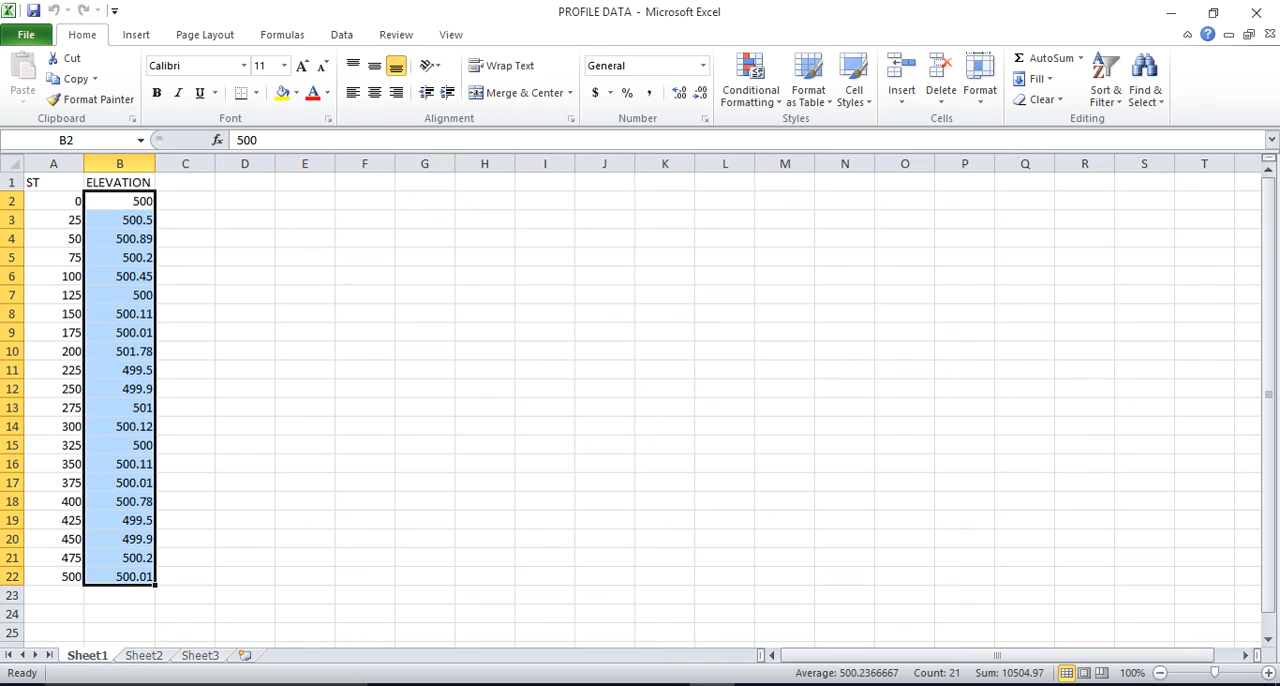 PROFILE DATA - Microsoft Excel
File Home Insert Page Layout Formulas Data Review View
Paste Cut Copy Format Painter
Clipboard
Calibri 11 A A
B I U A
Font
Wrap Text
Merge & Center
Alignment
General
$ % ,
Number
Conditional Formatting
Format as Table
Cell Styles
Styles
Insert Delete Format
Cells
Σ AutoSum
Fill
Clear
Sort & Filter
Find & Select
Editing
B2 fx 500
A B C D E F G H I J K L M N O P Q R S T
1 ST ELEVATION
2 0 500
3 25 500.5
4 50 500.89
5 75 500.2
6 100 500.45
7 125 500
8 150 500.11
9 175 500.01
10 200 501.78
11 225 499.5
12 250 499.9
13 275 501
14 300 500.12
15 325 500
16 350 500.11
17 375 500.01
18 400 500.78
19 425 499.5
20 450 499.9
21 475 500.2
22 500 500.01
23
24
25
Sheet1 Sheet2 Sheet3
Ready Average: 500.2366667 Count: 21 Sum: 10504.97 100%